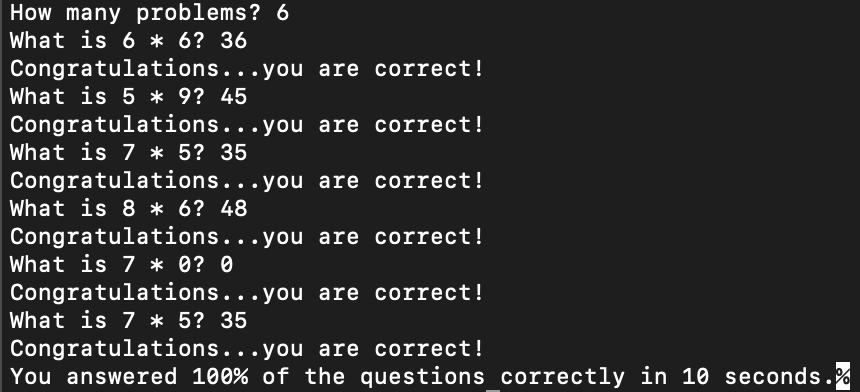 How many problems? 6
What is 6 * 6? 36
Congratulations...you are correct!
What is 5 * 9? 45
Congratulations...you are correct!
What is 7 * 5? 35
Congratulations...you are correct!
What is 8 * 6? 48
Congratulations...you are correct!
What is 7 * 0? 0
Congratulations...you are correct!
What is 7 * 5? 35
Congratulations...you are correct!
You answered 100% of the questions_correctly in 10 seconds.%